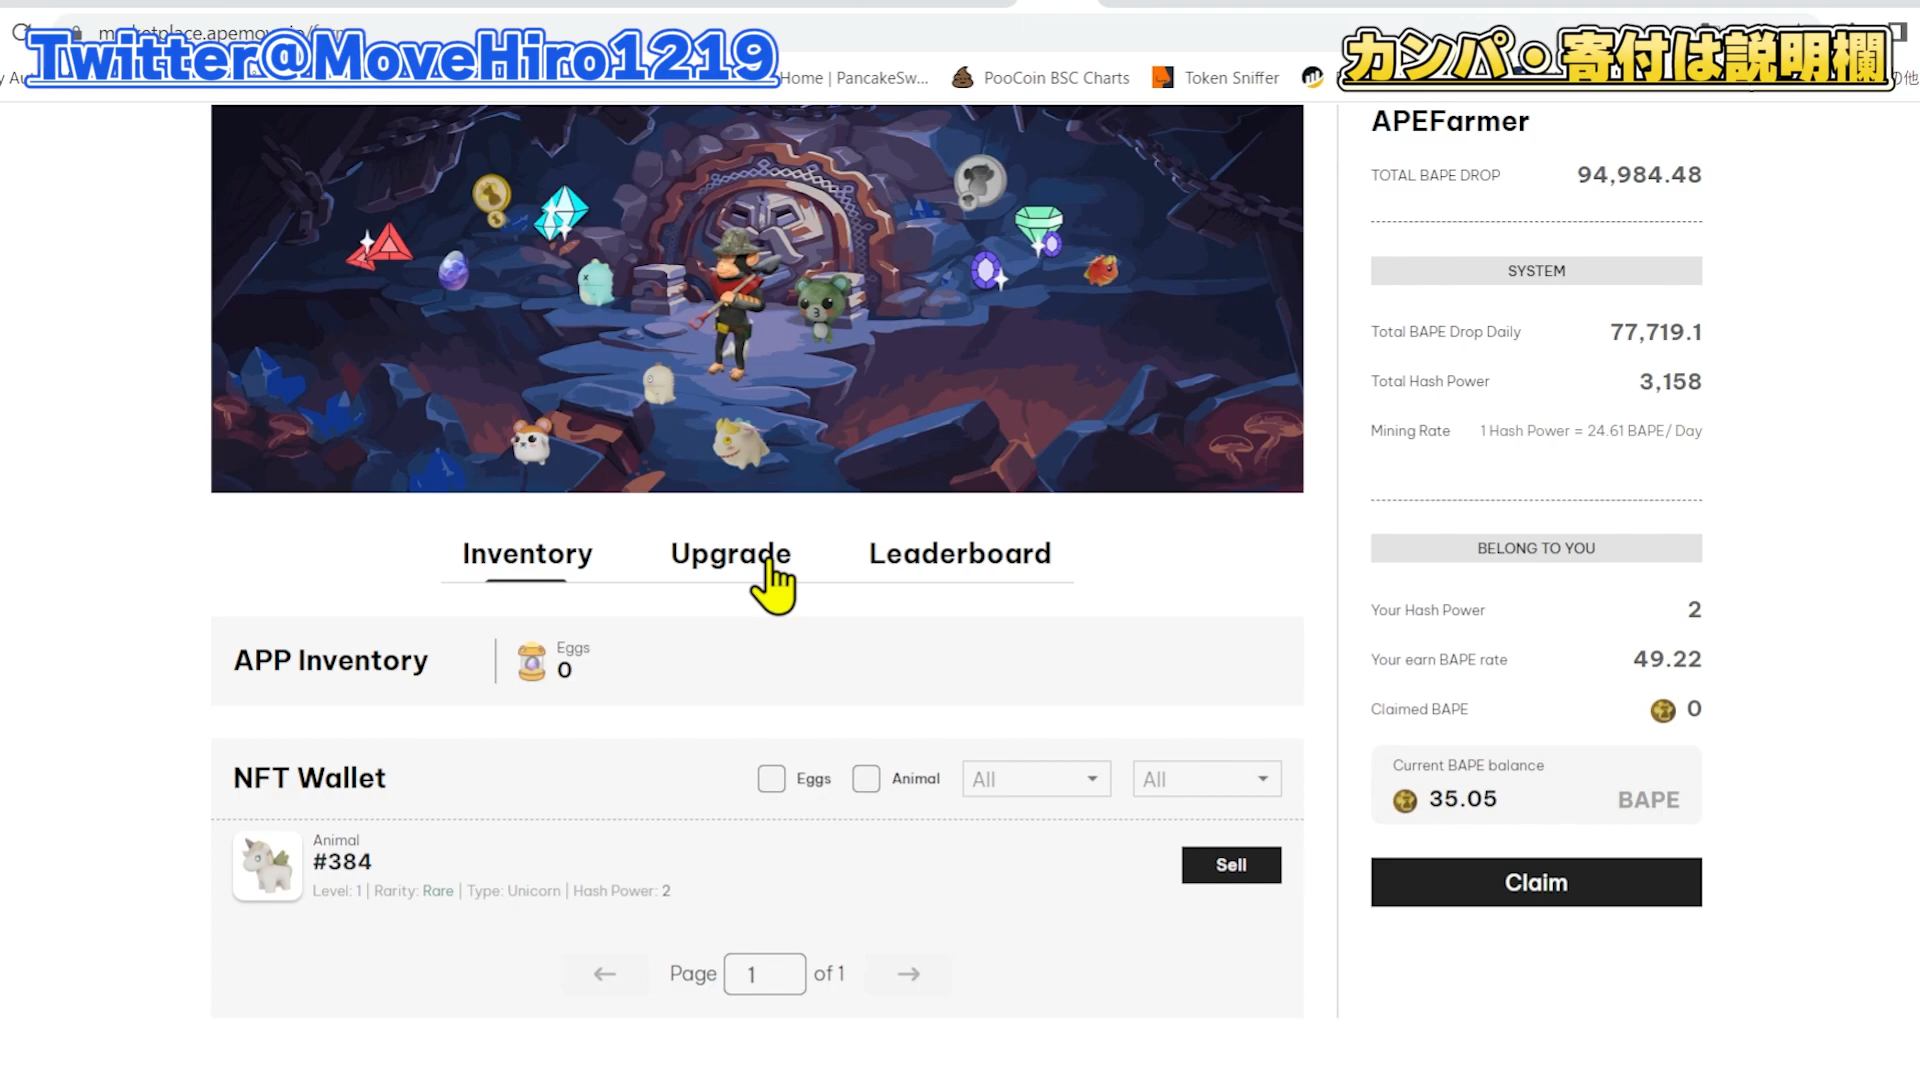 Twitter@MoveHiro1219
カンパ・寄付は説明欄
Home | PancakeSw...
PooCoin BSC Charts
Token Sniffer
の他
APEFarmer
TOTAL BAPE DROP 94,984.48
SYSTEM
Total BAPE Drop Daily 77,719.1
Total Hash Power 3,158
Mining Rate 1 Hash Power = 24.61 BAPE/ Day
BELONG TO YOU
Your Hash Power 2
Your earn BAPE rate 49.22
Claimed BAPE 0
Current BAPE balance
35.05 BAPE
Claim
Inventory Upgrade Leaderboard
APP Inventory
Eggs
0
NFT Wallet Eggs Animal All All
Animal
#384
Level: 1 | Rarity: Rare | Type: Unicorn | Hash Power: 2
Sell
← Page 1 of 1 →